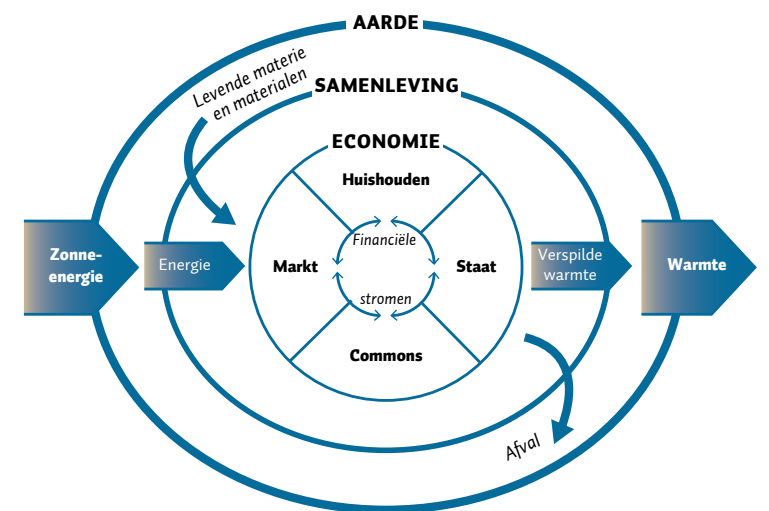 AARDE
Levende materie
en materialen
SAMENLEVING
ECONOMIE
Huishouden
Financiële
Zonne-
energie
Energie
Markt
Staat
Verspilde
warmte
Warmte
stromen
Commons
Afval